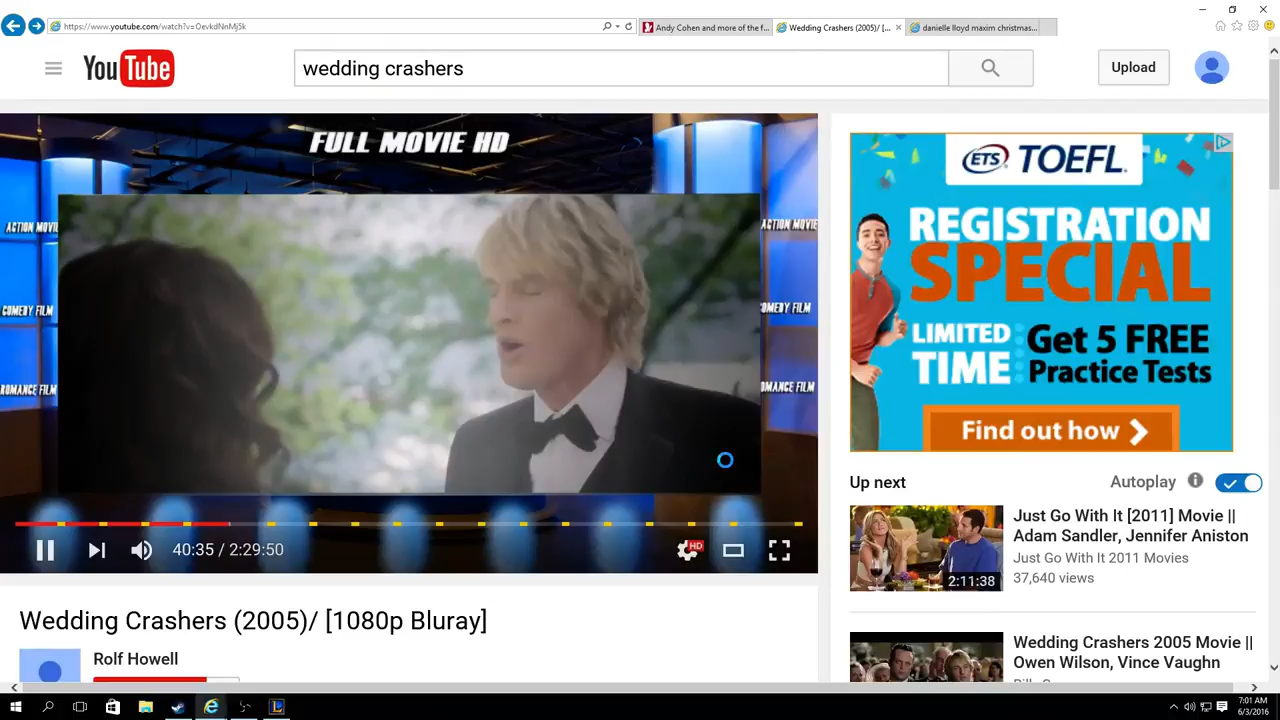 https://www.youtube.com/watch?v=OevkdNnMj5k
Andy Cohen and more of the f...
Wedding Crashers (2005)/ [...
danielle lloyd maxim christmas...
YouTube
wedding crashers
Upload
FULL MOVIE HD
ACTION MOVIE
ACTION MOVIE
COMEDY FILM
COMEDY FILM
ROMANCE FILM
ROMANCE FILM
40:35 / 2:29:50
HD
Wedding Crashers (2005)/ [1080p Bluray]
Rolf Howell
ETS TOEFL
REGISTRATION
SPECIAL
LIMITED
TIME
Get 5 FREE
Practice Tests
Find out how
Up next
Autoplay
2:11:38
Just Go With It [2011] Movie ||
Adam Sandler, Jennifer Aniston
Just Go With It 2011 Movies
37,640 views
Wedding Crashers 2005 Movie ||
Owen Wilson, Vince Vaughn
7:01 AM
6/3/2016